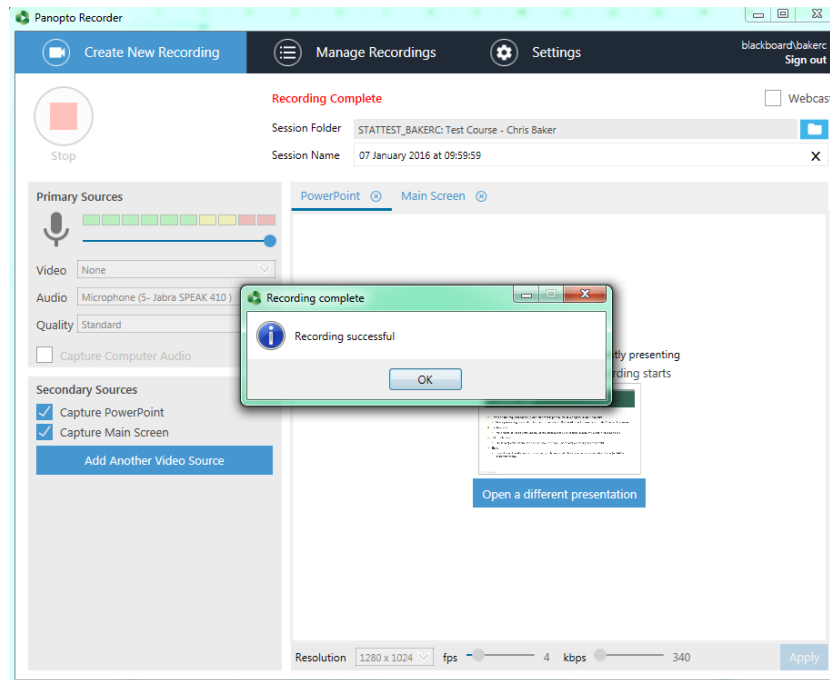 Panopto Recorder
Create New Recording
Manage Recordings
Settings
blackboard\bakerc
Sign out
Recording Complete
Webcast
Session Folder
STATTEST_BAKERC: Test Course - Chris Baker
Stop
Session Name
07 January 2016 at 09:59:59
Primary Sources
PowerPoint
Main Screen
Video
None
Audio
Microphone (5- Jabra SPEAK 410 )
Quality
Standard
Capture Computer Audio
Recording complete
Recording successful
OK
presenting
starts
Secondary Sources
Capture PowerPoint
Capture Main Screen
Add Another Video Source
Open a different presentation
Resolution 1280 x 1024 fps 4 kbps 340
Apply